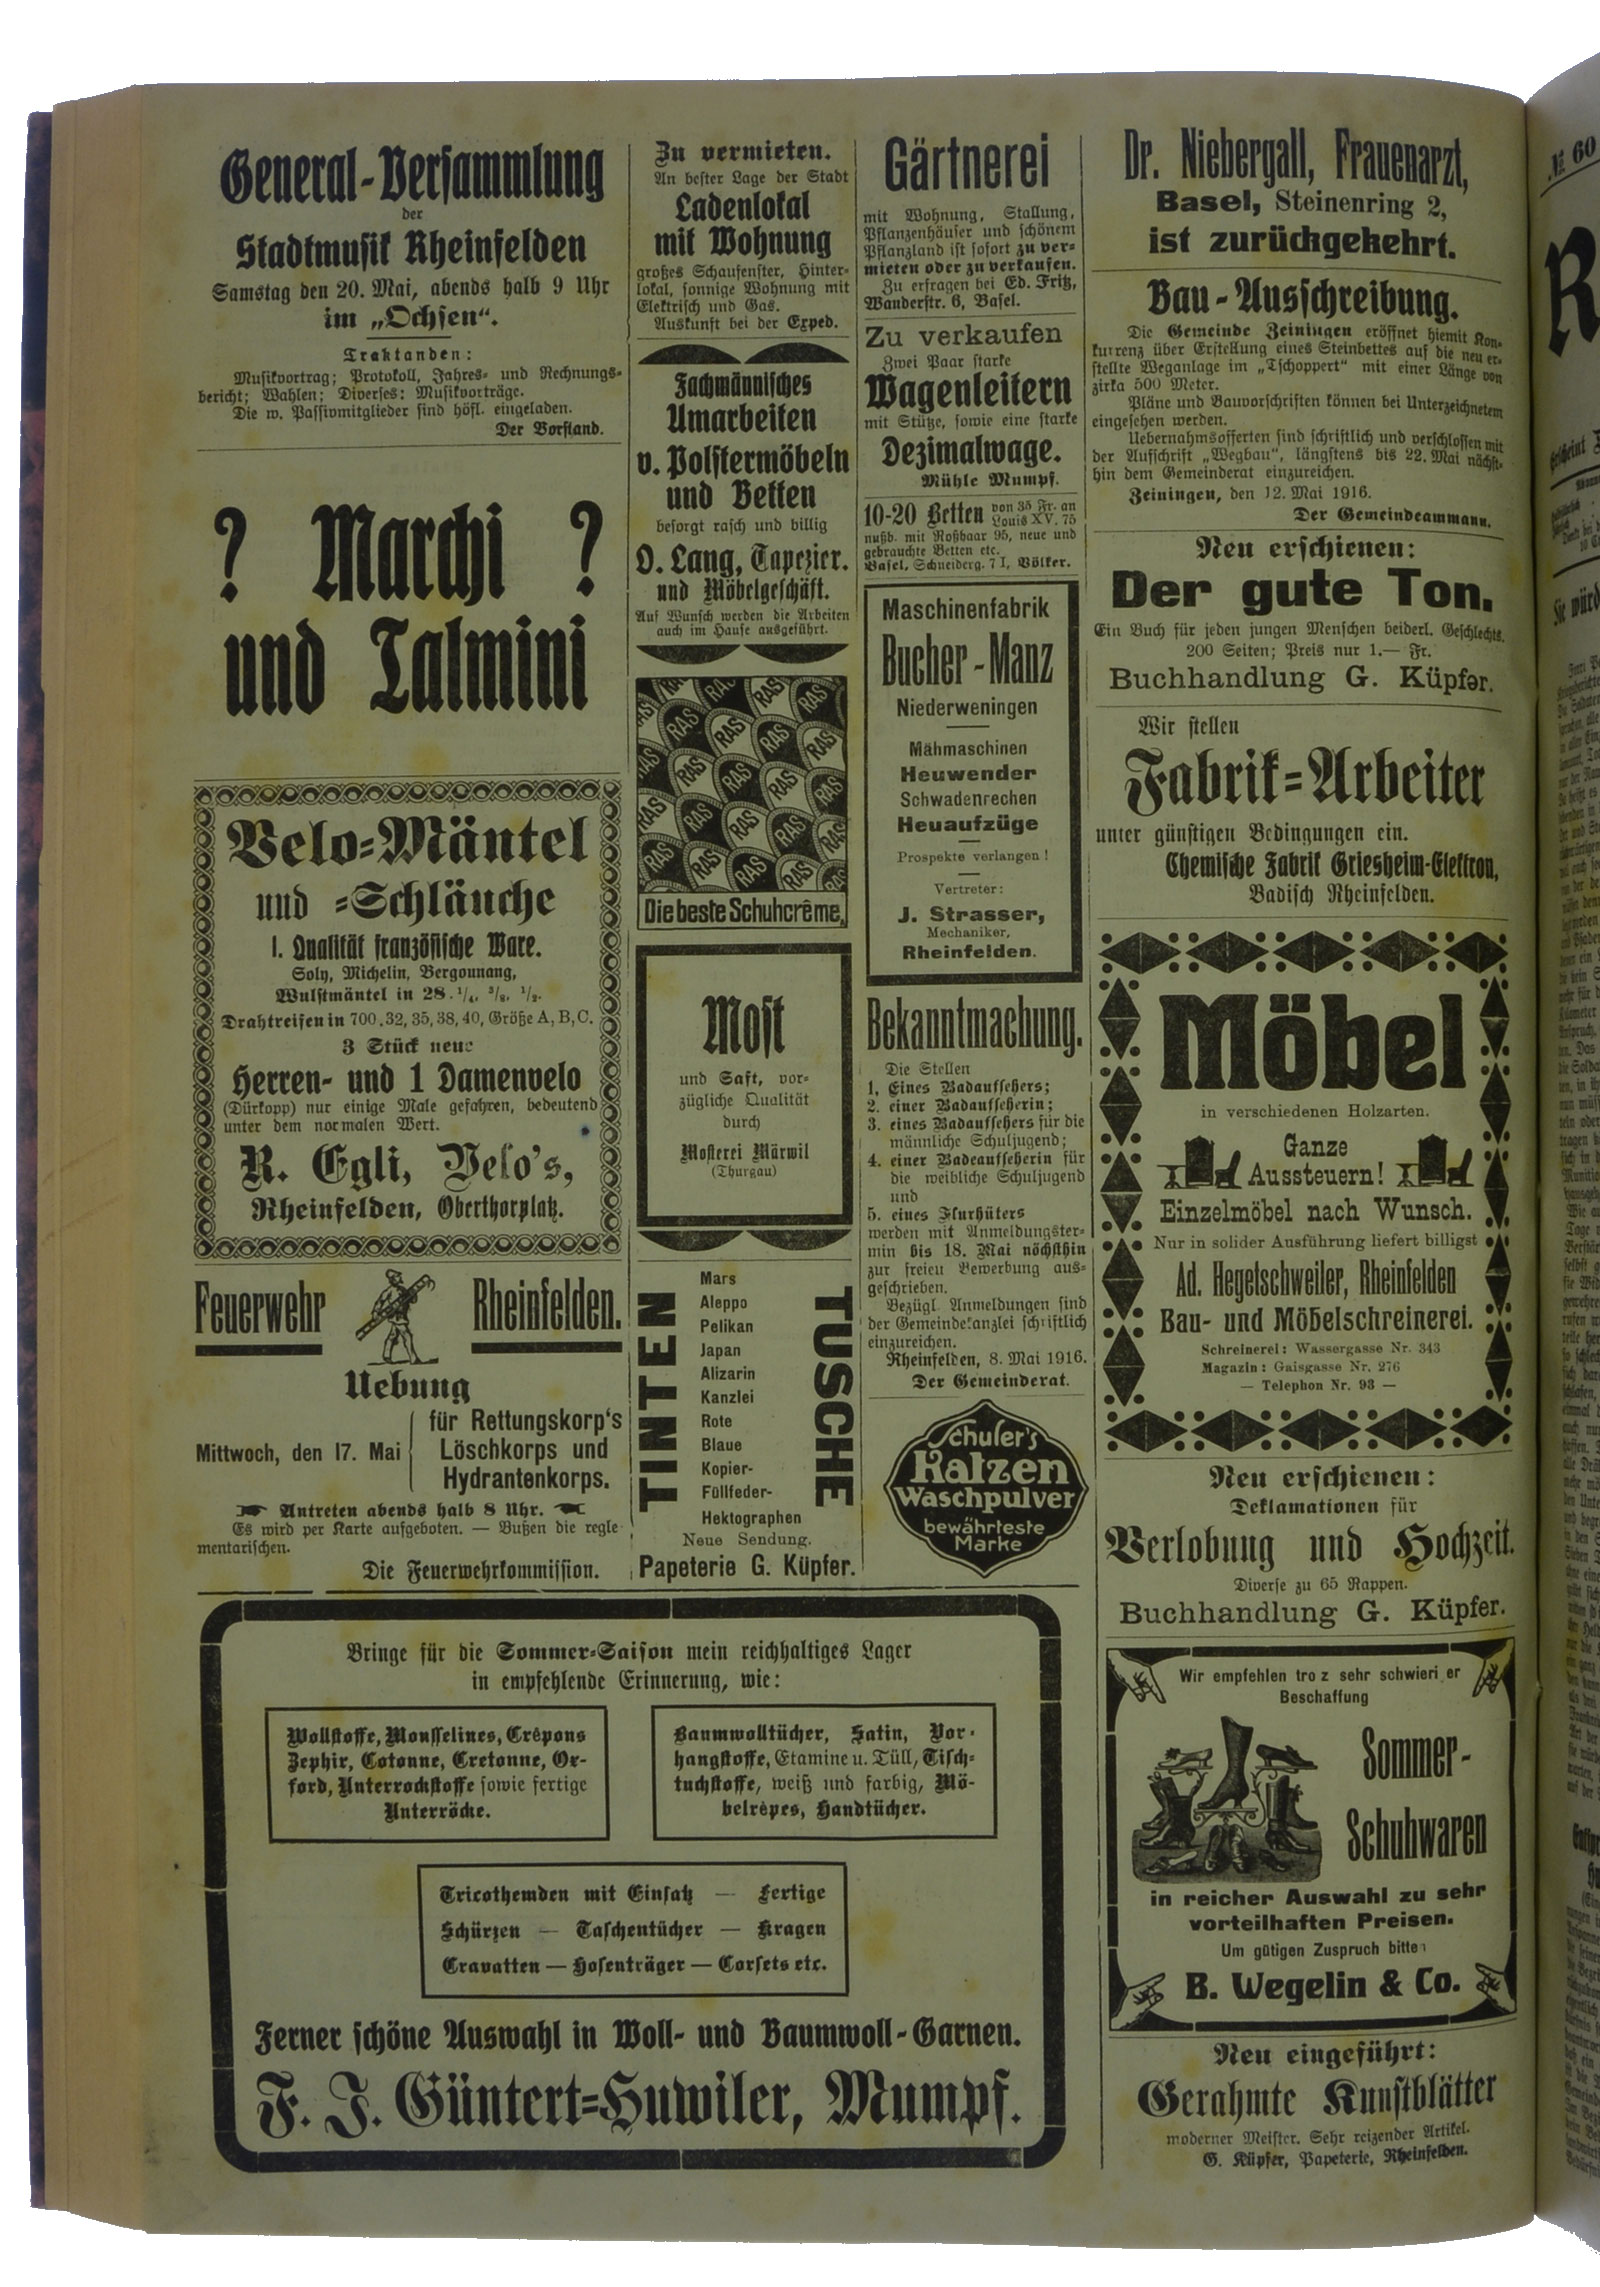 General-Versammlung
der
Stadtmusik Rheinfelden
Samstag den 20. Mai, abends halb 9 Uhr
im „Ochsen“.
Traktanden:
Musikvortrag; Protokoll, Jahres- und Rechnungs-
bericht; Wahlen; Diverses: Musikvorträge.
Die w. Passivmitglieder sind höfl. eingeladen.
Der Vorstand.
? Marchi ?
und Talmini
Velo-Mäntel
und -Schläuche
I. Qualität französische Ware.
Soly, Michelin, Bergounang,
Wulstmäntel in 28. 1/4, 3/8, 1/2.
Drahtreifen in 700.32, 35, 38, 40, Größe A, B, C.
3 Stück neue
Herren- und 1 Damenvelo
(Dürkopp) nur einige Male gefahren, bedeutend
unter dem normalen Wert.
R. Egli, Velo's,
Rheinfelden, Oberthorplatz.
Feuerwehr Rheinfelden.
Uebung
Mittwoch, den 17. Mai
für Rettungskorp's
Löschkorps und
Hydrantenkorps.
Antreten abends halb 8 Uhr.
Es wird per Karte aufgeboten. — Bußen die regle
mentarischen.
Die Feuerwehrkommission.
Zu vermieten.
An bester Lage der Stadt
Ladenlokal
mit Wohnung
großes Schaufenster, Hinter-
lokal, sonnige Wohnung mit
Elektrisch und Gas.
Auskunft bei der Exped.
Fachmännisches
Umarbeiten
v. Polstermöbeln
und Betten
besorgt rasch und billig
O. Lang, Tapezier.
und Möbelgeschäft.
Auf Wunsch werden die Arbeiten
auch im Hause ausgeführt.
RAS
Die beste Schuhcrême,
Most
und Saft, vor-
zügliche Qualität
durch
Mosterei Märwil
(Thurgau)
TINTEN
Mars
Aleppo
Pelikan
Japan
Alizarin
Kanzlei
Rote
Blaue
Kopier-
Füllfeder-
Hektographen
TUSCHE
Neue Sendung.
Papeterie G. Küpfer.
Gärtnerei
mit Wohnung, Stallung,
Pflanzenhäuser und schönem
Pflanzland ist sofort zu ver-
mieten oder zu verkaufen.
Zu erfragen bei Ed. Fritz,
Wanderstr. 6, Basel.
Zu verkaufen
Zwei Paar starke
Wagenleitern
mit Stütze, sowie eine starke
Dezimalwage.
Mühle Mumpf.
10-20 Betten von 35 Fr. an
Louis XV. 75
nußb. mit Roßhaar 95, neue und
gebrauchte Betten etc.
Basel, Schneiderg. 7 I, Völker.
Maschinenfabrik
Bucher-Manz
Niederweningen
Mähmaschinen
Heuwender
Schwadenrechen
Heuaufzüge
Prospekte verlangen!
Vertreter:
J. Strasser,
Mechaniker,
Rheinfelden.
Bekanntmachung.
Die Stellen
1. Eines Badaufsehers;
2. einer Badaufseherin;
3. eines Badaufsehers für die
männliche Schuljugend;
4. einer Badeaufseherin für
die weibliche Schuljugend
und
5. eines Flurhüters
werden mit Anmeldungster-
min bis 18. Mai nächsthin
zur freien Bewerbung aus-
geschrieben.
Bezügl. Anmeldungen sind
der Gemeindekanzlei schriftlich
einzureichen.
Rheinfelden, 8. Mai 1916.
Der Gemeinderat.
Schuler's
Katzen
Waschpulver
bewährteste
Marke
Bringe für die Sommer-Saison mein reichhaltiges Lager
in empfehlende Erinnerung, wie:
Wollstoffe, Mousselines, Crêpons
Zephir, Cotonne, Cretonne, Ox-
ford, Unterrockstoffe sowie fertige
Unterröcke.
Baumwolltücher, Satin, Vor-
hangstoffe, Etamine u. Tüll, Tisch-
tuchstoffe, weiß und farbig, Mö-
belrêpes, Handtücher.
Tricothemden mit Einsatz — Fertige
Schürzen — Taschentücher — Kragen
Cravatten — Hosenträger — Corsets etc.
Ferner schöne Auswahl in Woll- und Baumwoll-Garnen.
F. J. Güntert-Huwiler, Mumpf.
Dr. Niebergall, Frauenarzt,
Basel, Steinenring 2,
ist zurückgekehrt.
Bau-Ausschreibung.
Die Gemeinde Zeiningen eröffnet hiemit Kon-
kurrenz über Erstellung eines Steinbettes auf die neu er-
stellte Weganlage im „Tschoppert“ mit einer Länge von
zirka 500 Meter.
Pläne und Bauvorschriften können bei Unterzeichnetem
eingesehen werden.
Uebernahmsofferten sind schriftlich und verschlossen mit
der Aufschrift „Wegbau“, längstens bis 22. Mai nächst-
hin dem Gemeinderat einzureichen.
Zeiningen, den 12. Mai 1916.
Der Gemeindeammann.
Neu erschienen:
Der gute Ton.
Ein Buch für jeden jungen Menschen beiderl. Geschlechts.
200 Seiten; Preis nur 1.— Fr.
Buchhandlung G. Küpfer.
Wir stellen
Fabrik-Arbeiter
unter günstigen Bedingungen ein.
Chemische Fabrik Griesheim-Elektron,
Badisch Rheinfelden.
Möbel
in verschiedenen Holzarten.
Ganze
Aussteuern!
Einzelmöbel nach Wunsch.
Nur in solider Ausführung liefert billigst
Ad. Hegetschweiler, Rheinfelden
Bau- und Möbelschreinerei.
Schreinerei: Wassergasse Nr. 343
Magazin: Gaisgasse Nr. 276
— Telephon Nr. 93 —
Neu erschienen:
Deklamationen für
Verlobung und Hochzeit.
Diverse zu 65 Rappen.
Buchhandlung G. Küpfer.
Wir empfehlen tro z sehr schwieri er
Beschaffung
Sommer-
Schuhwaren
in reicher Auswahl zu sehr
vorteilhaften Preisen.
Um gütigen Zuspruch bitten
B. Wegelin & Co.
Neu eingeführt:
Gerahmte Kunstblätter
moderner Meister. Sehr reizender Artikel.
G. Küpfer, Papeterie, Rheinfelden.
№ 60